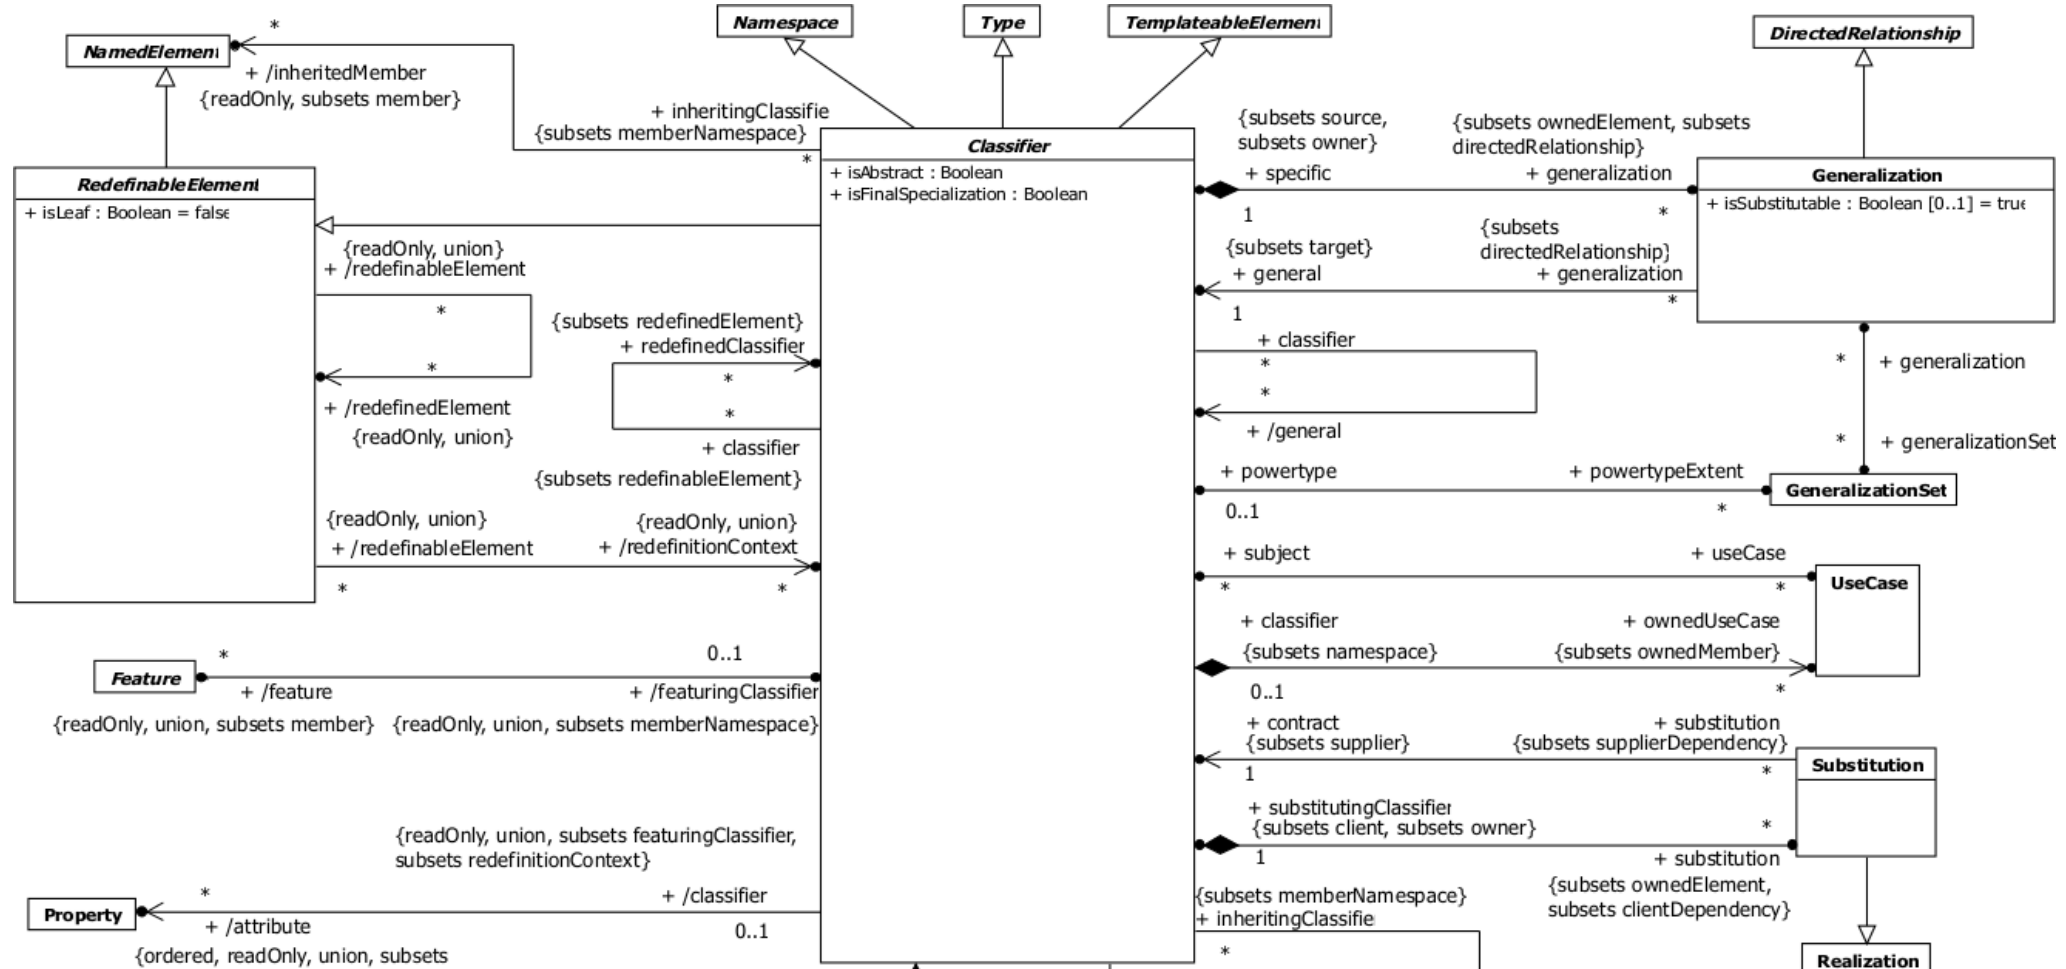 Namespace
Type
TemplateableElement
DirectedRelationship
NamedElement
*
+ /inheritedMember
{readOnly, subsets member}
+ inheritingClassifie
{subsets memberNamespace}
*
RedefinableElement
+ isLeaf : Boolean = false
Classifier
+ isAbstract : Boolean
+ isFinalSpecialization : Boolean
{subsets source,
subsets owner}
+ specific
1
{subsets ownedElement, subsets
directedRelationship}
+ generalization
*
Generalization
+ isSubstitutable : Boolean [0..1] = true
{subsets target}
+ general
1
{subsets
directedRelationship}
+ generalization
*
{readOnly, union}
+ /redefinableElement
*
*
+ /redefinedElement
{readOnly, union}
{subsets redefinedElement}
+ redefinedClassifier
*
*
+ classifier
{subsets redefinableElement}
+ classifier
*
*
+ /general
*
+ generalization
*
+ generalizationSet
+ powertype
0..1
+ powertypeExtent
*
GeneralizationSet
{readOnly, union}
+ /redefinableElement
*
{readOnly, union}
+ /redefinitionContext
*
+ subject
*
+ useCase
*
UseCase
+ classifier
{subsets namespace}
0..1
+ ownedUseCase
{subsets ownedMember}
*
Feature
*
+ /feature
{readOnly, union, subsets member}
0..1
+ /featuringClassifier
{readOnly, union, subsets memberNamespace}
+ contract
{subsets supplier}
1
+ substitution
{subsets supplierDependency}
*
Substitution
+ substitutingClassifier
{subsets client, subsets owner}
1
*
+ substitution
{subsets ownedElement,
subsets clientDependency}
{readOnly, union, subsets featuringClassifier,
subsets redefinitionContext}
+ /classifier
0..1
Property
*
+ /attribute
{ordered, readOnly, union, subsets
{subsets memberNamespace}
+ inheritingClassifie
*
Realization